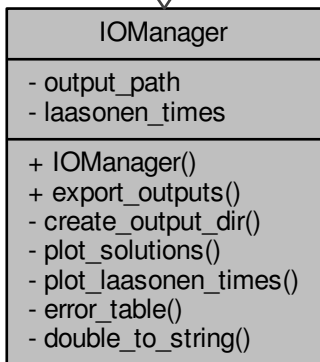 IOManager
- output_path
- laasonen_times
+ IOManager()
+ export_outputs()
- create_output_dir()
- plot_solutions()
- plot_laasonen_times()
- error_table()
- double_to_string()